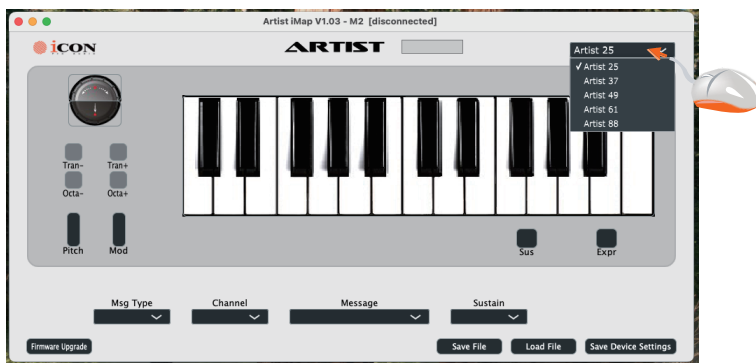 Artist iMap V1.03 - M2 [disconnected]
icon
ARTIST
Artist 25
✓ Artist 25
Artist 37
Artist 49
Artist 61
Artist 88
Tran- Tran+
Octa- Octa+
Pitch Mod
Sus Expr
Msg Type Channel Message Sustain
Firmware Upgrade Save File Load File Save Device Settings